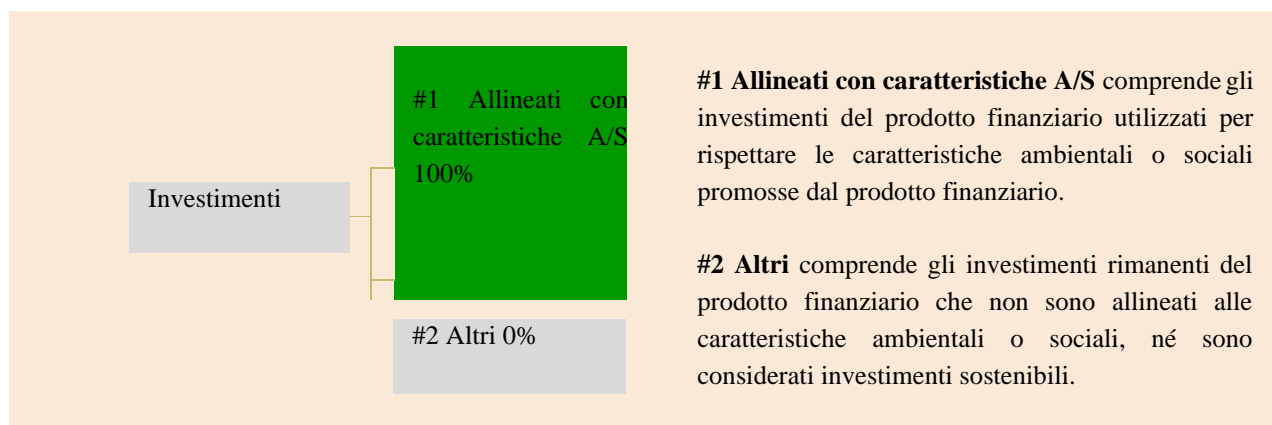 Investimenti
#1 Allineati con
caratteristiche A/S
100%
#2 Altri 0%
#1 Allineati con caratteristiche A/S comprende gli
investimenti del prodotto finanziario utilizzati per
rispettare le caratteristiche ambientali o sociali
promosse dal prodotto finanziario.
#2 Altri comprende gli investimenti rimanenti del
prodotto finanziario che non sono allineati alle
caratteristiche ambientali o sociali, né sono
considerati investimenti sostenibili.